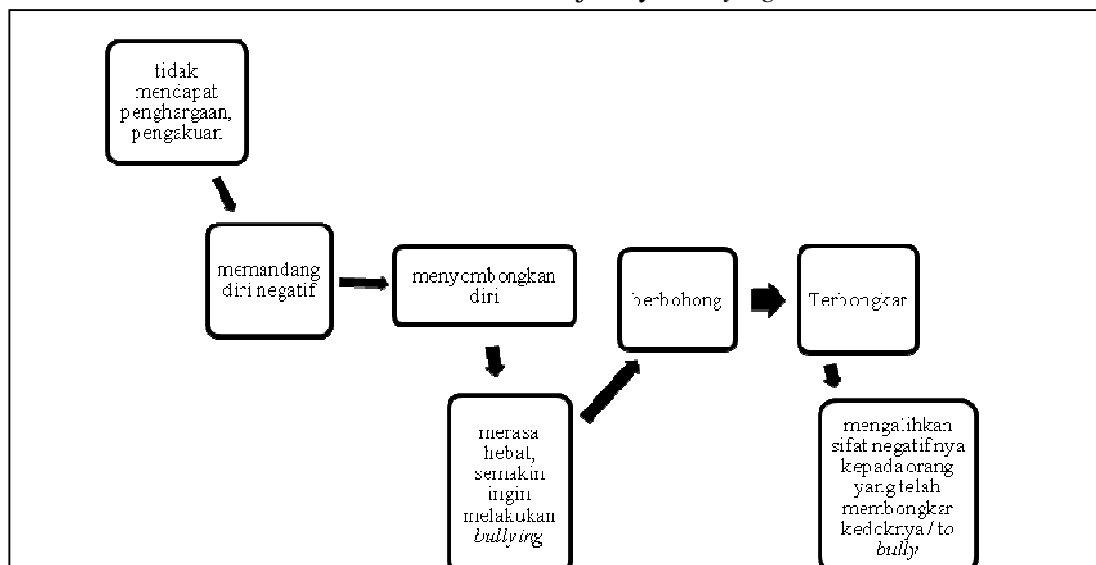 tidak
mendapat
penghargaan,
pengakuan
memandang
diri negatif
menyombongkan
diri
merasa
hebat,
semakin
ingin
melakukan
bullying
berbohong
Terbongkar
mengalihkan
sifat negatifnya
kepada orang
yang telah
membongkar
kedoknya / to
bully